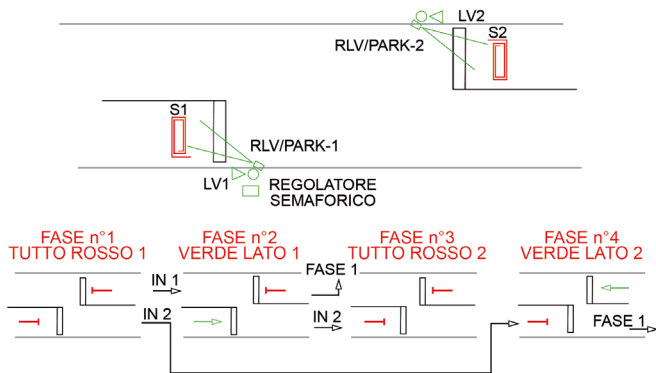 LV2
S2
RLV/PARK-2
S1
RLV/PARK-1
LV1
REGOLATORE
SEMAFORICO
FASE n°1
TUTTO ROSSO 1
FASE n°2
VERDE LATO 1
FASE n°3
TUTTO ROSSO 2
FASE n°4
VERDE LATO 2
IN 1
FASE 1
IN 2
IN 2
FASE 1